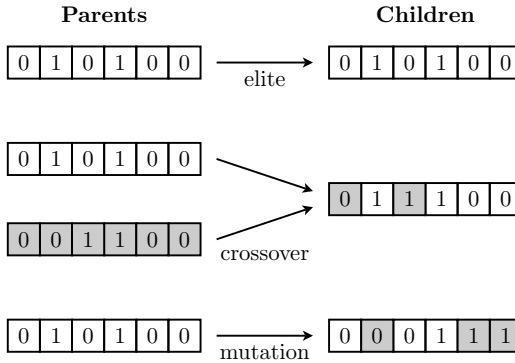 Parents Children
0 1 0 1 0 0 0 1 0 1 0 0
elite
0 1 0 1 0 0
0 1 1 1 0 0
0 0 1 1 0 0
crossover
0 1 0 1 0 0 0 0 0 1 1 1
mutation